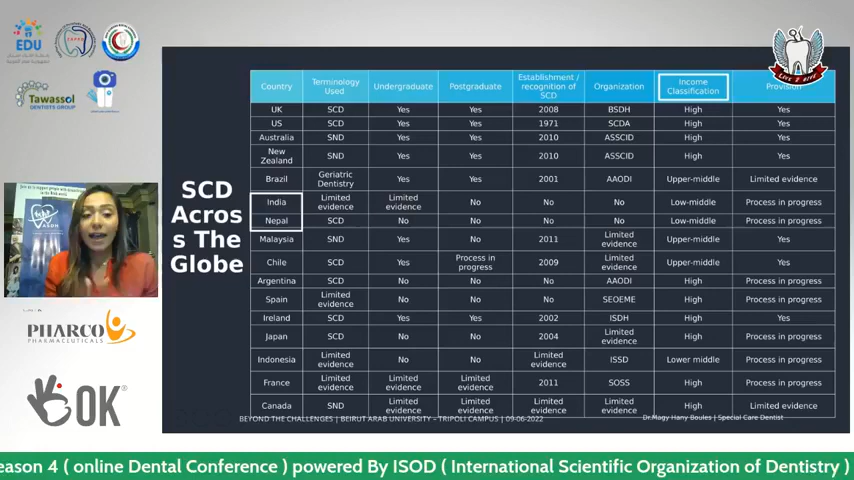 EDU
Tawassol
DENTISTS GROUP
LIVE 2 GIVE
SCD
Acros
s The
Globe
Country Terminology Used Undergraduate Postgraduate Establishment / recognition of SCD Organization Income Classification Provision
UK SCD Yes Yes 2008 BSDH High Yes
US SCD Yes Yes 1971 SCDA High Yes
Australia SND Yes Yes 2010 ASSCID High Yes
New Zealand SND Yes Yes 2010 ASSCID High Yes
Brazil Geriatric Dentistry Yes Yes 2001 AAODI Upper-middle Limited evidence
India Limited evidence Limited evidence No No No Low-middle Process in progress
Nepal SCD No No No No Low-middle Process in progress
Malaysia SND Yes No 2011 Limited evidence Upper-middle Yes
Chile SCD Yes Process in progress 2009 Limited evidence Upper-middle Yes
Argentina SCD No No No AAODI High Process in progress
Spain Limited evidence No No No SEOEME High Process in progress
Ireland SCD Yes Yes 2002 ISDH High Yes
Japan SCD No No 2004 Limited evidence High Process in progress
Indonesia Limited evidence No No Limited evidence ISSD Lower middle Process in progress
France Limited evidence Limited evidence Limited evidence 2011 SOSS High Process in progress
Canada SND Limited evidence Limited evidence Limited evidence Limited evidence High Limited evidence
BEYOND THE CHALLENGES | BEIRUT ARAB UNIVERSITY – TRIPOLI CAMPUS | 09-06-2022
Dr.Magy Hany Boules | Special Care Dentist
PHARCO
PHARMACEUTICALS
OK®
eason 4 ( online Dental Conference ) powered By ISOD ( International Scientific Organization of Dentistry )